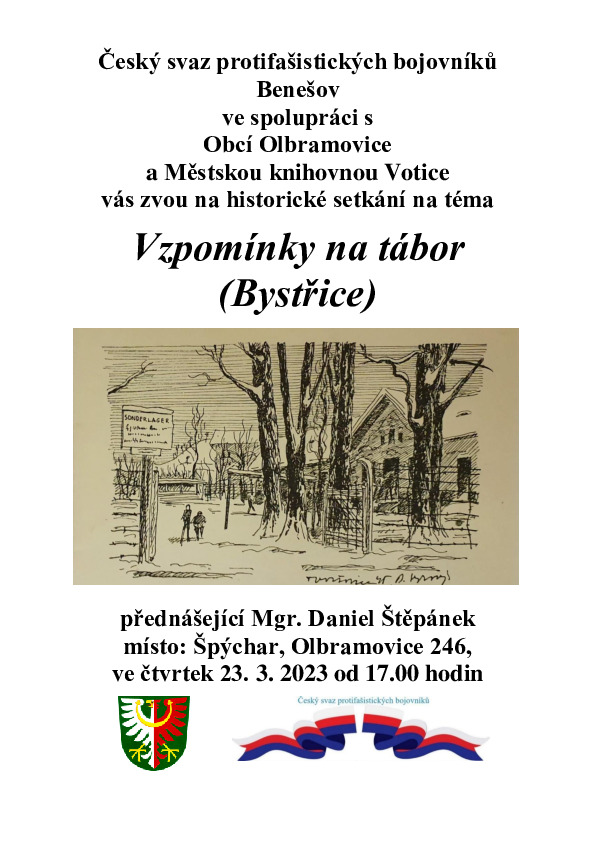 Český svaz protifašistických bojovníků
Benešov
ve spolupráci s
Obcí Olbramovice
a Městskou knihovnou Votice
vás zvou na historické setkání na téma
Vzpomínky na tábor
(Bystřice)
SONDERLAGER
přednášející Mgr. Daniel Štěpánek
místo: Špýchar, Olbramovice 246,
ve čtvrtek 23. 3. 2023 od 17.00 hodin
Český svaz protifašistických bojovníků